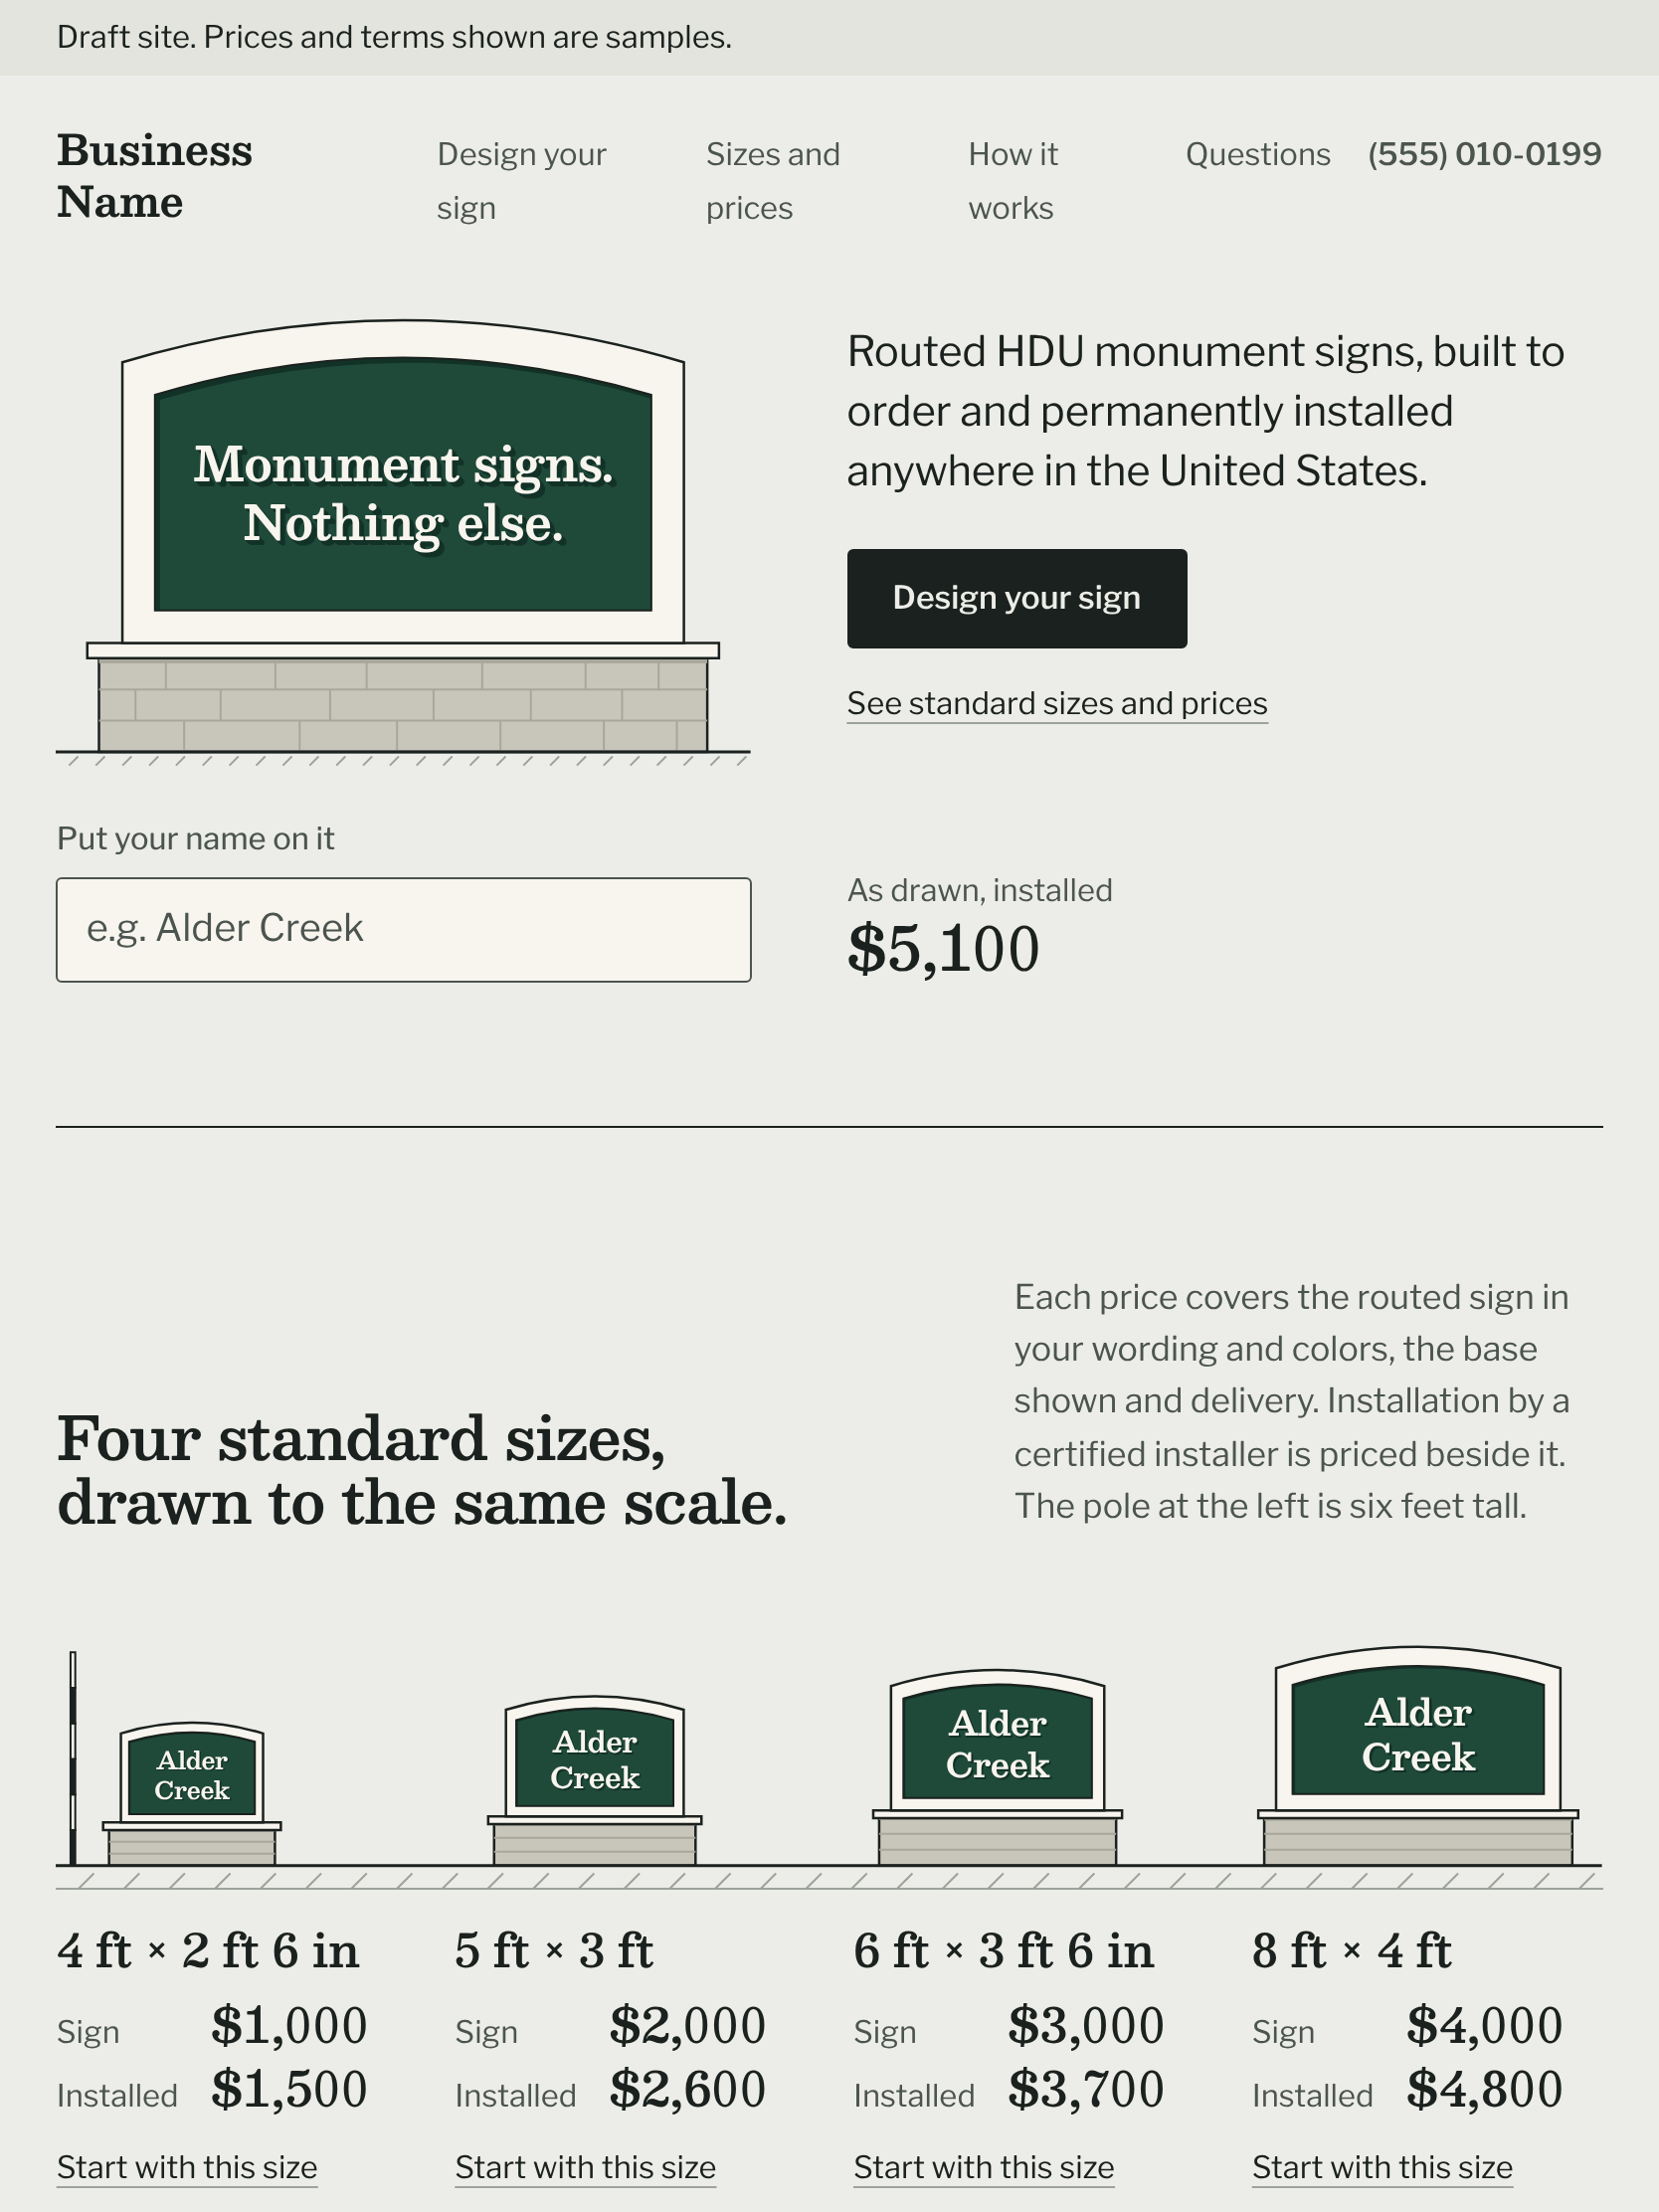 Draft site. Prices and terms shown are samples.
Business
Name
Design your
sign
Sizes and
prices
How it
works
Questions
(555) 010-0199
Monument signs.
Nothing else.
Routed HDU monument signs, built to
order and permanently installed
anywhere in the United States.
Design your sign
See standard sizes and prices
Put your name on it
e.g. Alder Creek
As drawn, installed
$5,100
Four standard sizes,
drawn to the same scale.
Each price covers the routed sign in
your wording and colors, the base
shown and delivery. Installation by a
certified installer is priced beside it.
The pole at the left is six feet tall.
Alder
Creek
Alder
Creek
Alder
Creek
Alder
Creek
4 ft × 2 ft 6 in
Sign $1,000
Installed $1,500
Start with this size
5 ft × 3 ft
Sign $2,000
Installed $2,600
Start with this size
6 ft × 3 ft 6 in
Sign $3,000
Installed $3,700
Start with this size
8 ft × 4 ft
Sign $4,000
Installed $4,800
Start with this size